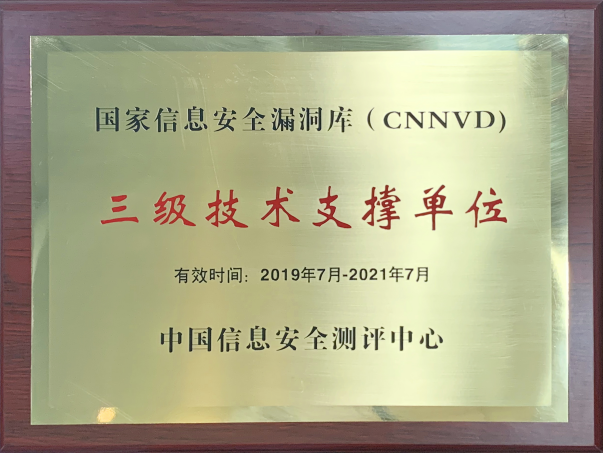 国家信息安全漏洞库（CNNVD）
三级技术支撑单位
有效时间：2019年7月-2021年7月
中国信息安全测评中心